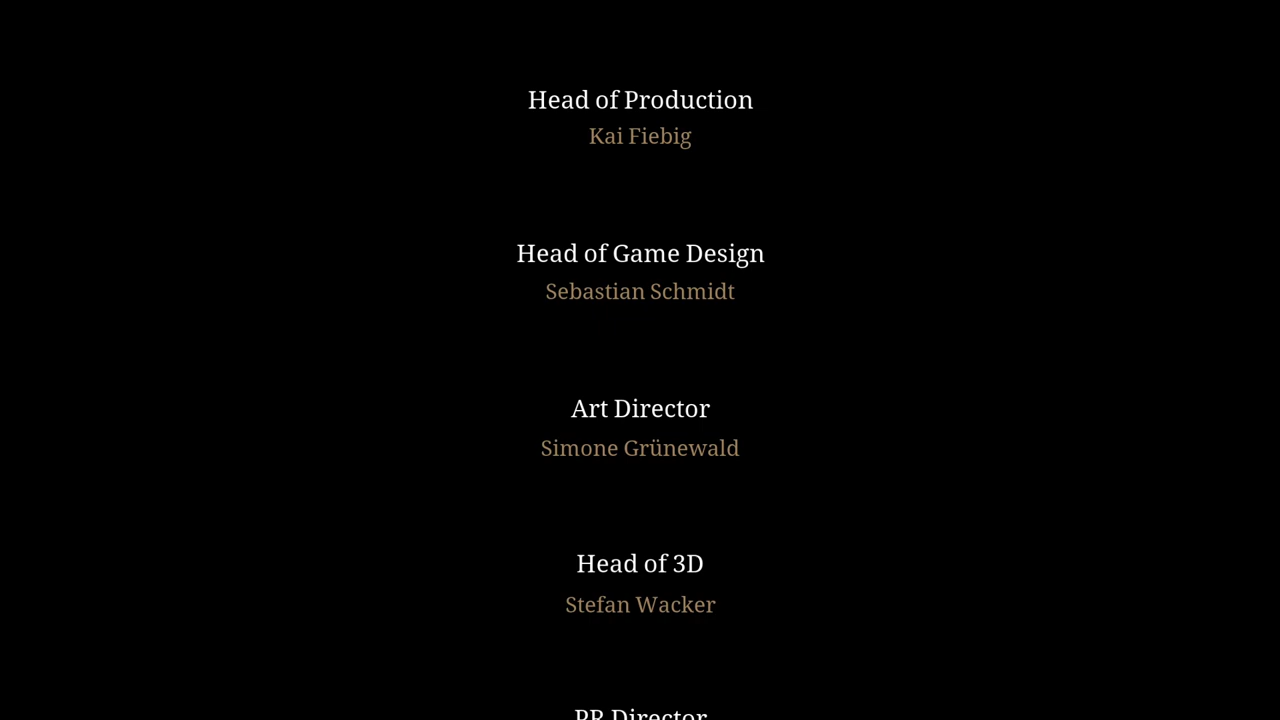 Head of Production
Kai Fiebig
Head of Game Design
Sebastian Schmidt
Art Director
Simone Grünewald
Head of 3D
Stefan Wacker
PR Director